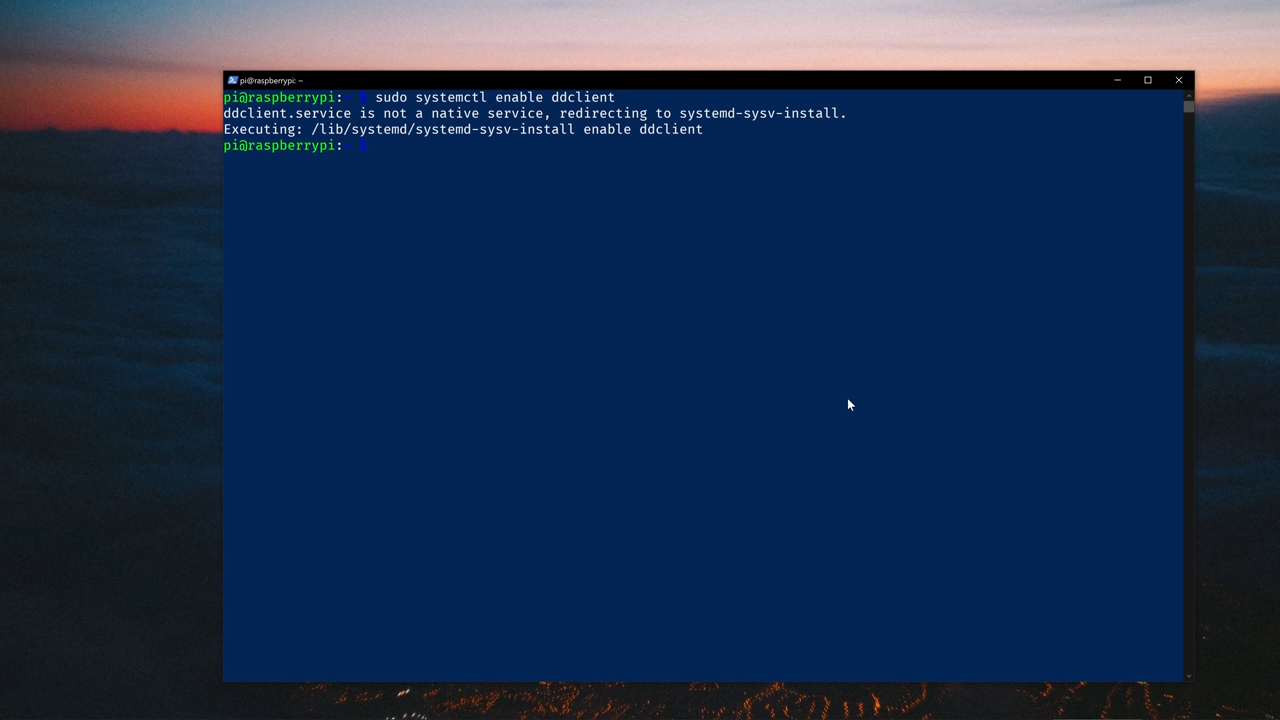 pi@raspberrypi: ~
pi@raspberrypi: $ sudo systemctl enable ddclient
ddclient.service is not a native service, redirecting to systemd-sysv-install.
Executing: /lib/systemd/systemd-sysv-install enable ddclient
pi@raspberrypi: $